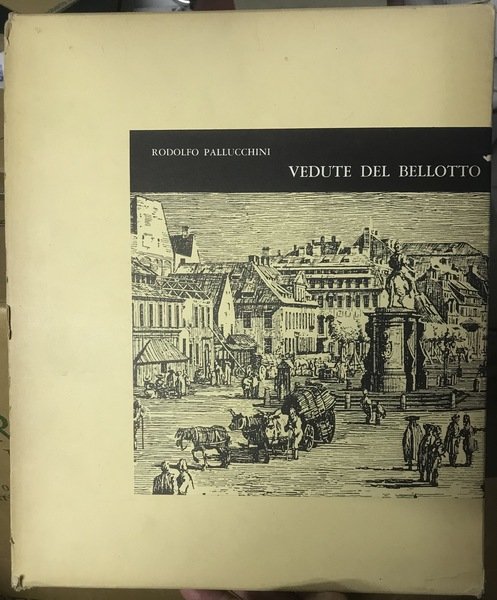 RODOLFO PALLUCCHINI
VEDUTE DEL BELLOTTO